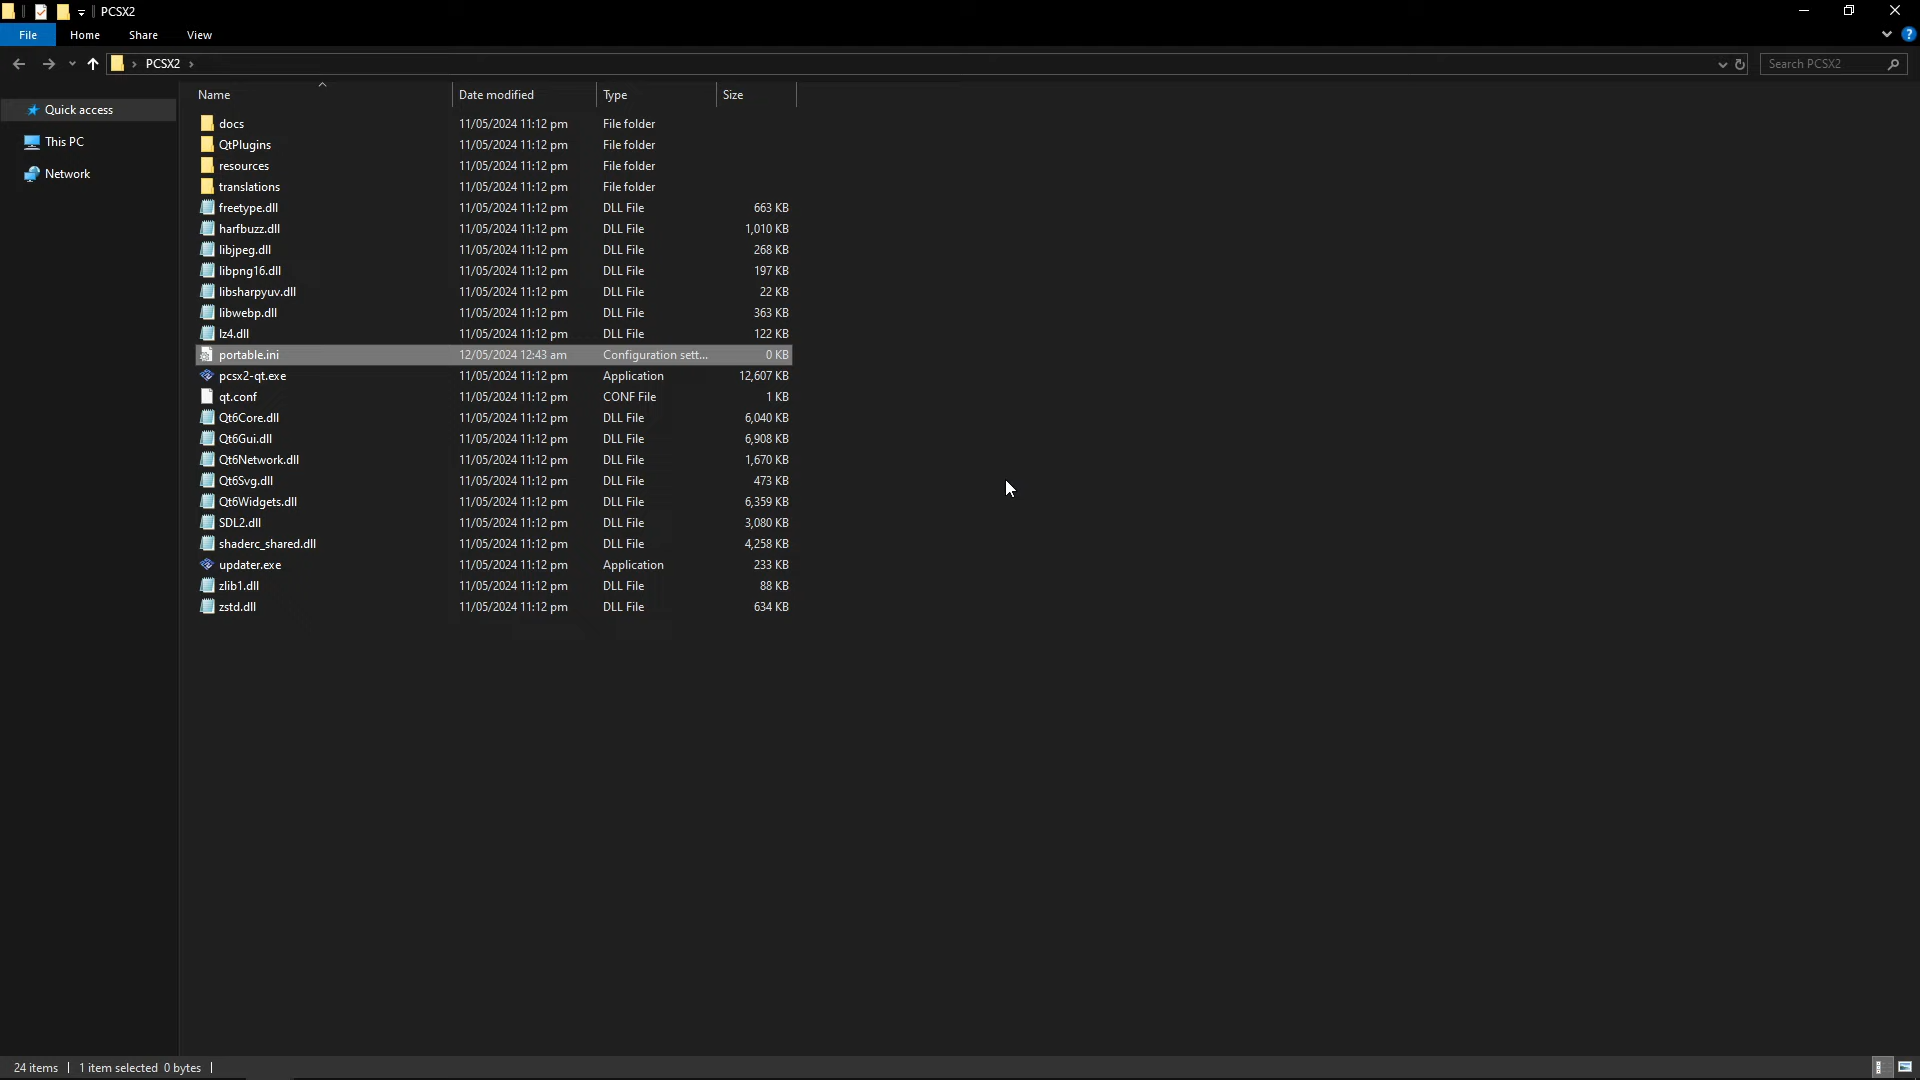 PCSX2
File Home Share View
PCSX2 Search PCSX2
Name Date modified Type Size
Quick access
This PC
Network
docs 11/05/2024 11:12 pm File folder
QtPlugins 11/05/2024 11:12 pm File folder
resources 11/05/2024 11:12 pm File folder
translations 11/05/2024 11:12 pm File folder
freetype.dll 11/05/2024 11:12 pm DLL File 663 KB
harfbuzz.dll 11/05/2024 11:12 pm DLL File 1,010 KB
libjpeg.dll 11/05/2024 11:12 pm DLL File 268 KB
libpng16.dll 11/05/2024 11:12 pm DLL File 197 KB
libsharpyuv.dll 11/05/2024 11:12 pm DLL File 22 KB
libwebp.dll 11/05/2024 11:12 pm DLL File 363 KB
lz4.dll 11/05/2024 11:12 pm DLL File 122 KB
portable.ini 12/05/2024 12:43 am Configuration sett... 0 KB
pcsx2-qt.exe 11/05/2024 11:12 pm Application 12,607 KB
qt.conf 11/05/2024 11:12 pm CONF File 1 KB
Qt6Core.dll 11/05/2024 11:12 pm DLL File 6,040 KB
Qt6Gui.dll 11/05/2024 11:12 pm DLL File 6,908 KB
Qt6Network.dll 11/05/2024 11:12 pm DLL File 1,670 KB
Qt6Svg.dll 11/05/2024 11:12 pm DLL File 473 KB
Qt6Widgets.dll 11/05/2024 11:12 pm DLL File 6,359 KB
SDL2.dll 11/05/2024 11:12 pm DLL File 3,080 KB
shaderc_shared.dll 11/05/2024 11:12 pm DLL File 4,258 KB
updater.exe 11/05/2024 11:12 pm Application 233 KB
zlib1.dll 11/05/2024 11:12 pm DLL File 88 KB
zstd.dll 11/05/2024 11:12 pm DLL File 634 KB
24 items 1 item selected 0 bytes